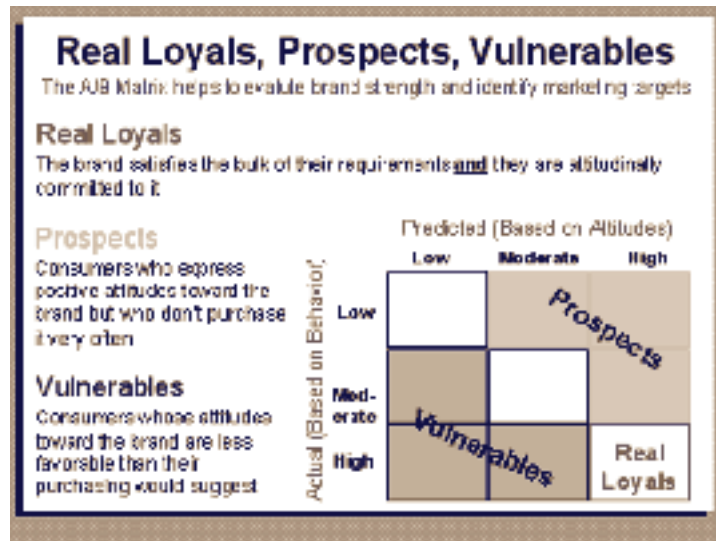 Real Loyals, Prospects, Vulnerables
The A/B Matrix helps to evalute brand strength and identify marketing targets
Real Loyals
The brand satisfies the bulk of their requirements and they are attitudinally
committed to it
Prospects
Consumers who express
positive attitudes toward the
brand but who don't purchase
it very often
Vulnerables
Consumers whose attitudes
toward the brand are less
favorable than their
purchasing would suggest
Predicted (Based on Attitudes)
Low Moderate High
Actual (Based on Behavior)
Low
Mod-
erate
High
Prospects
Vulnerables
Real
Loyals